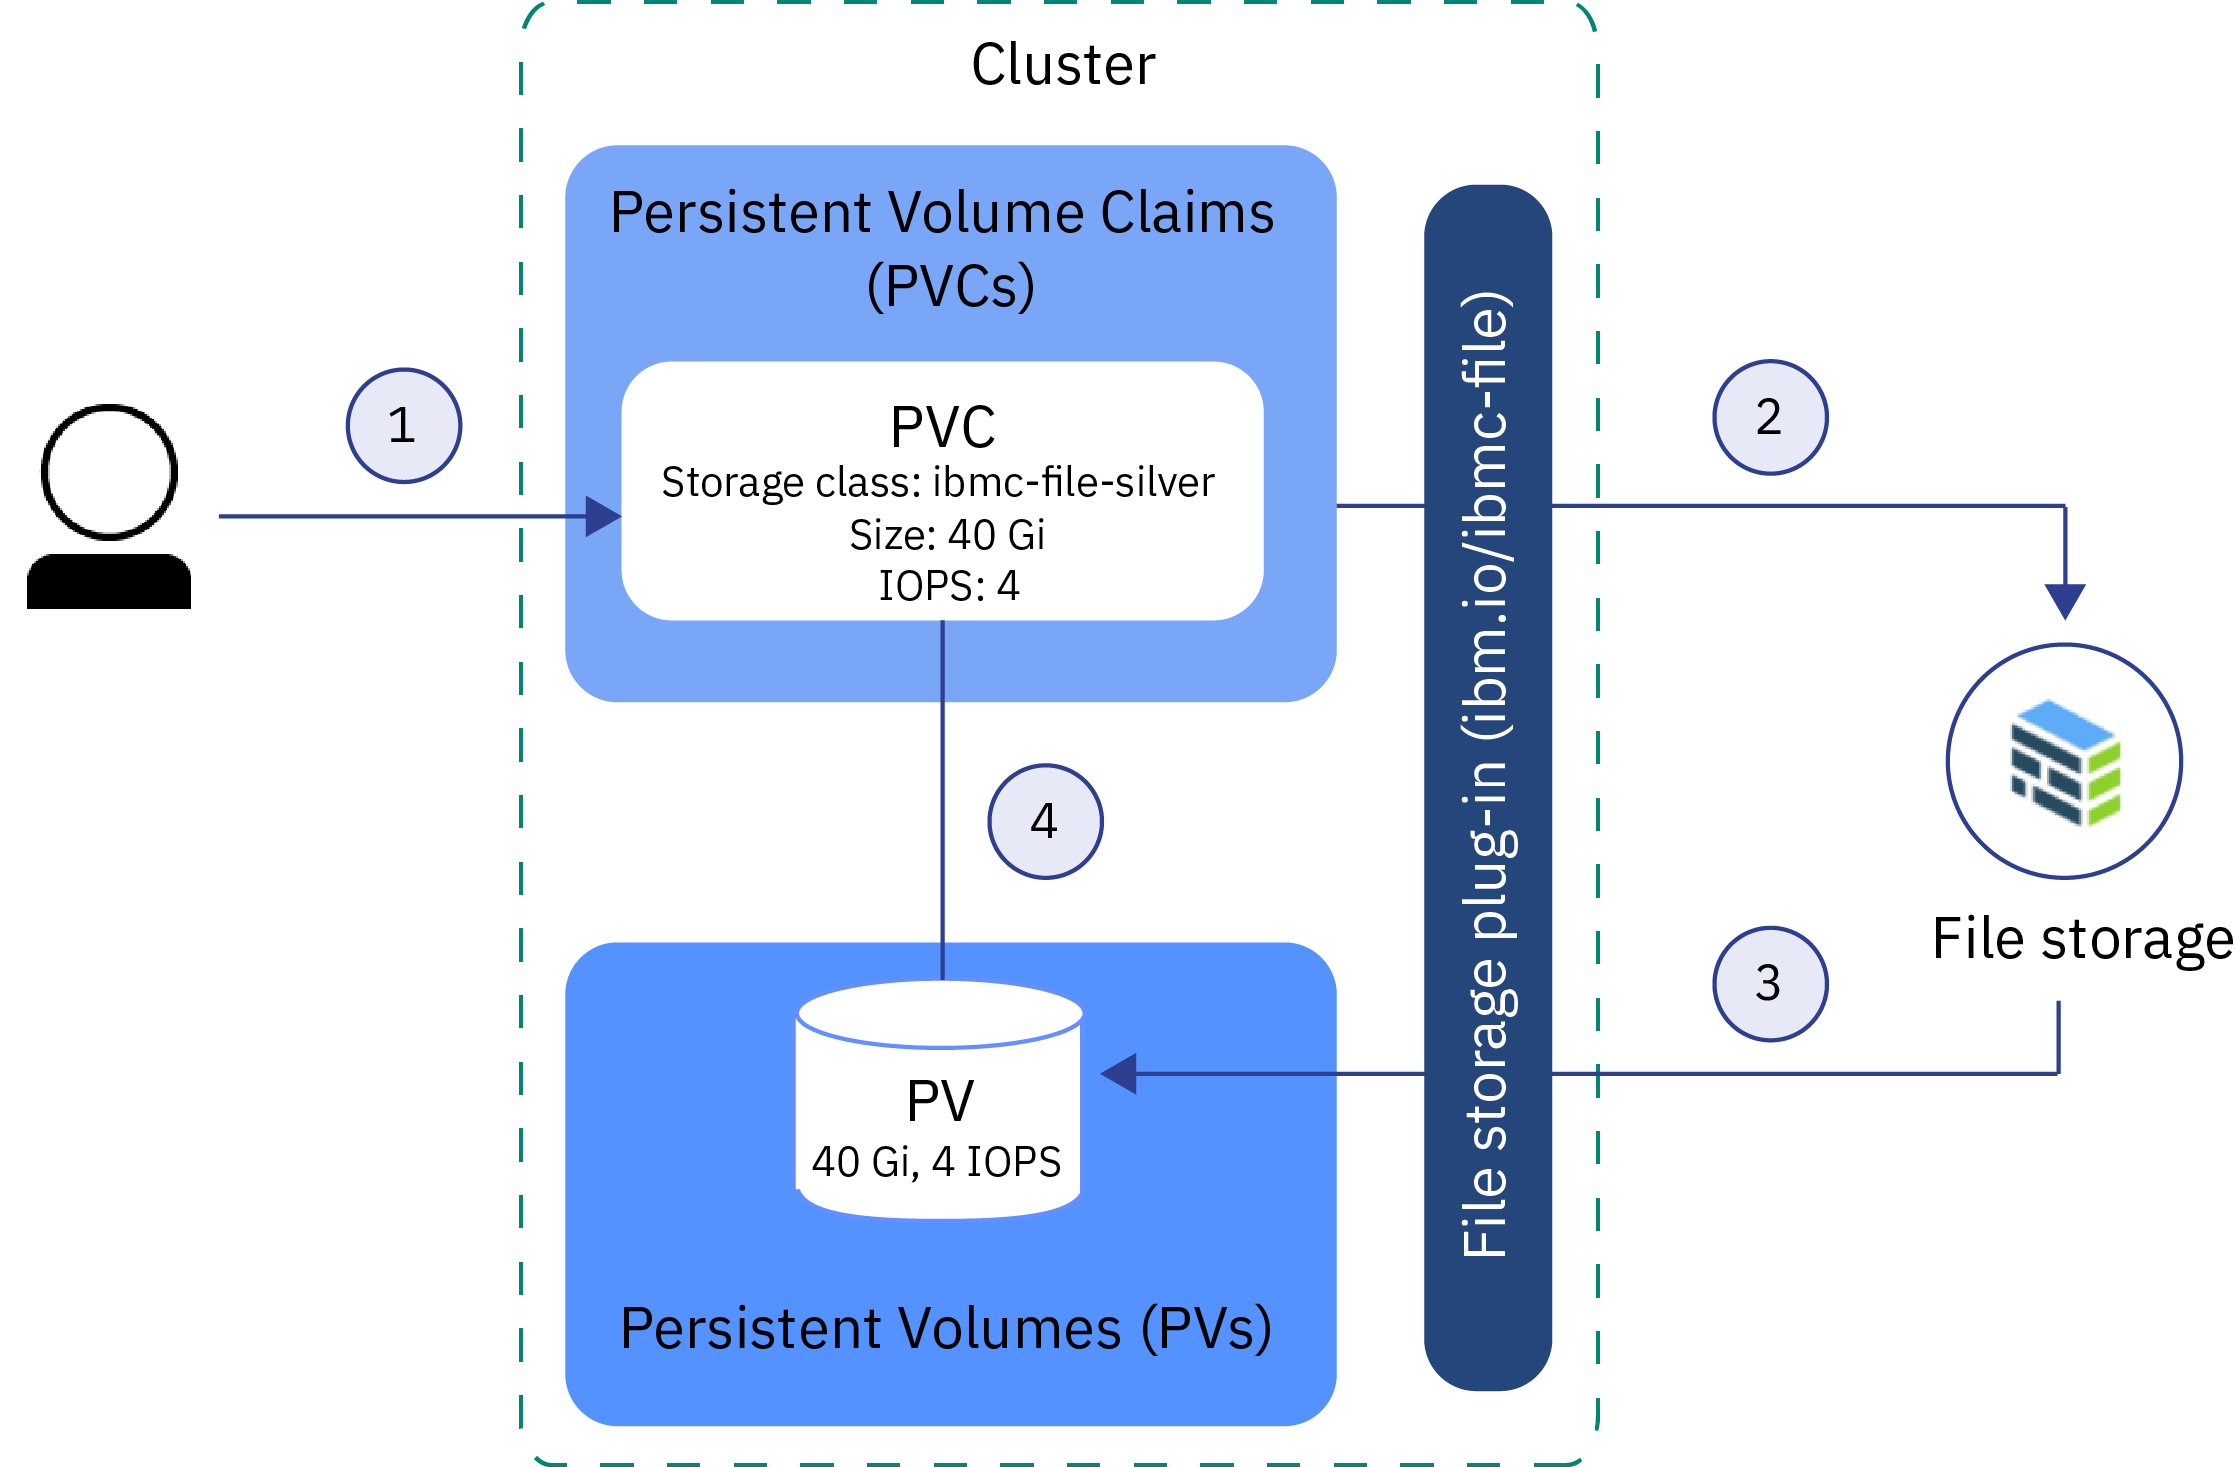 Cluster
Persistent Volume Claims
(PVCs)
1
PVC
Storage class: ibmc-file-silver
Size: 40 Gi
IOPS: 4
File storage plug-in (ibm.io/ibmc-file)
2
4
File storage
3
PV
40 Gi, 4 IOPS
Persistent Volumes (PVs)